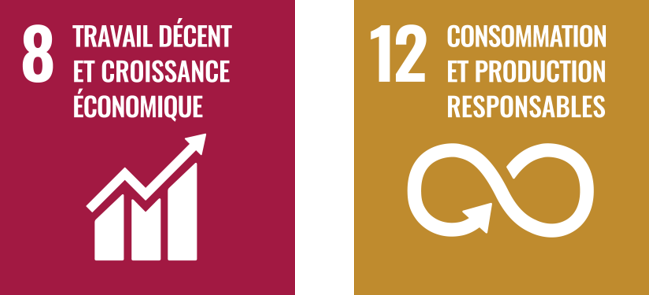 8
TRAVAIL DÉCENT
ET CROISSANCE
ÉCONOMIQUE
12
CONSOMMATION
ET PRODUCTION
RESPONSABLES